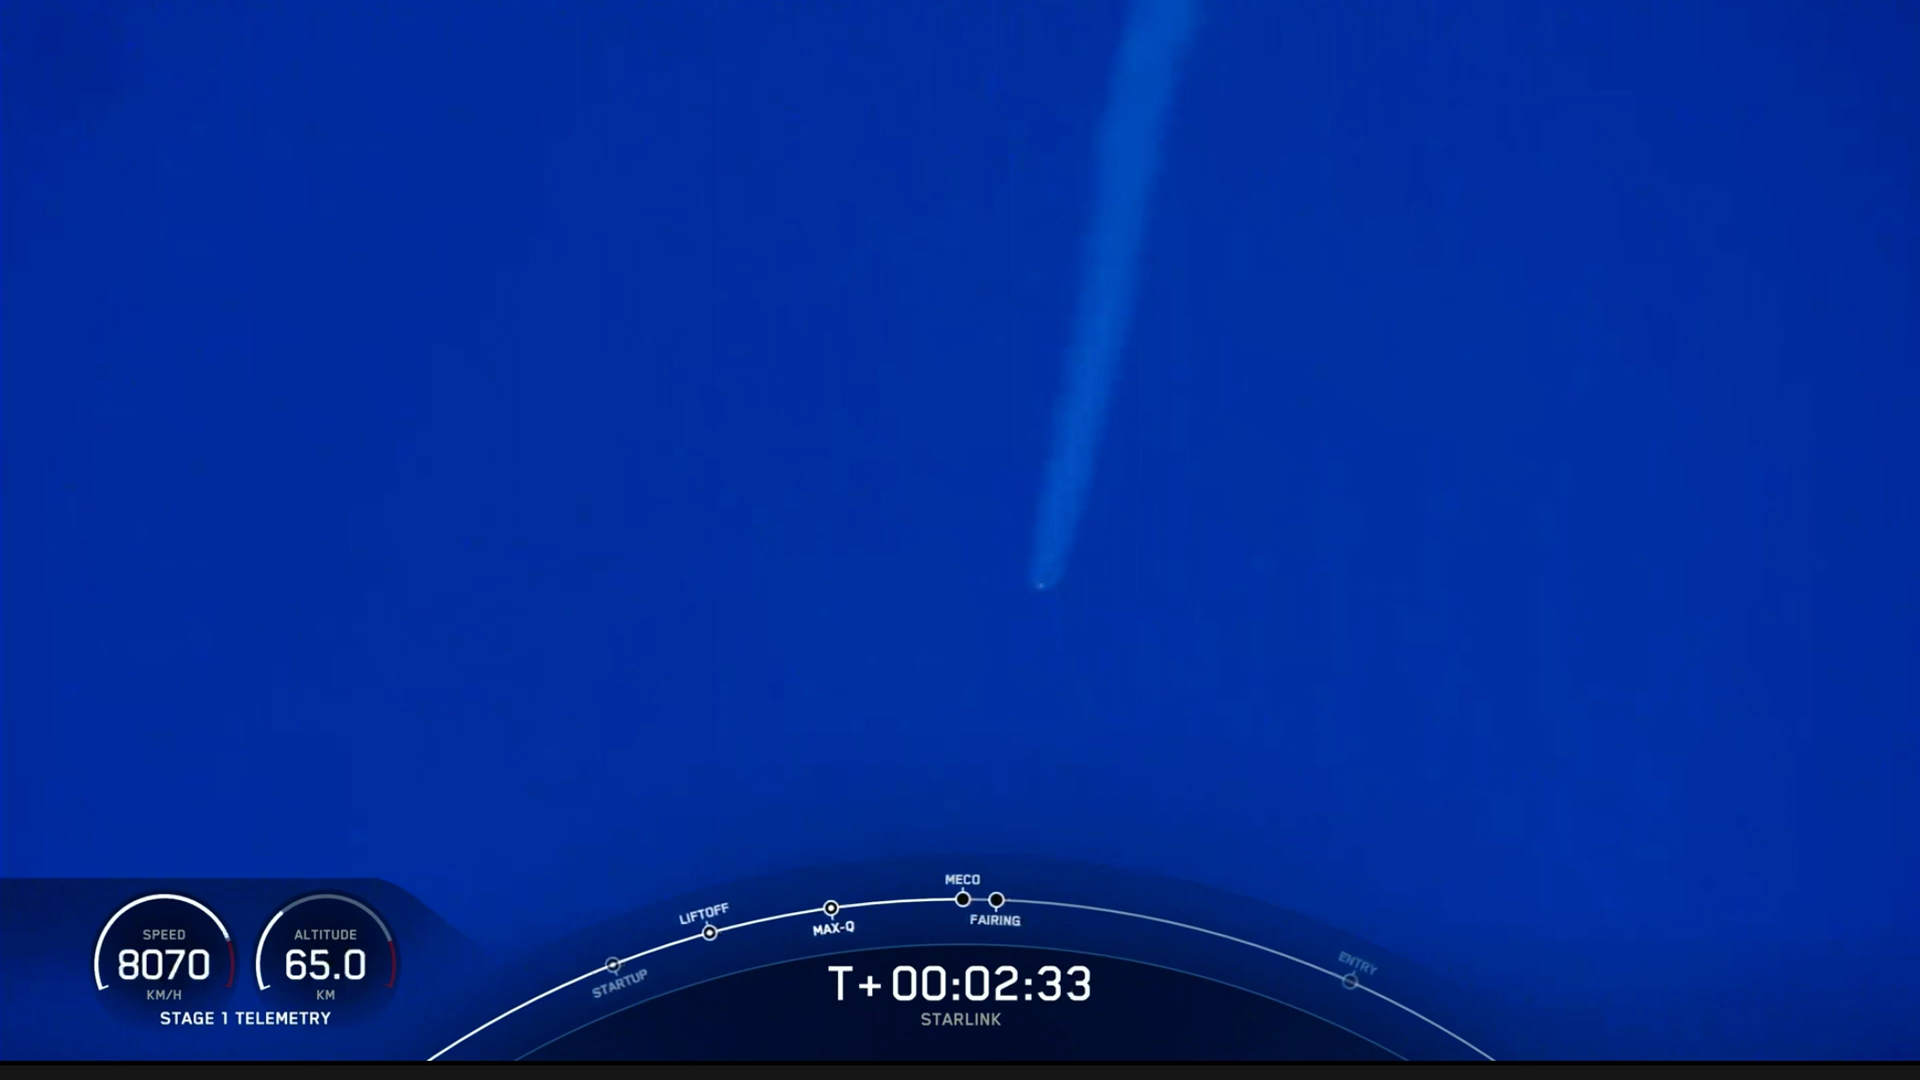 MECO
LIFTOFF
MAX-Q
FAIRING
STARTUP
ENTRY
SPEED
8070
KM/H
ALTITUDE
65.0
KM
STAGE 1 TELEMETRY
T+00:02:33
STARLINK